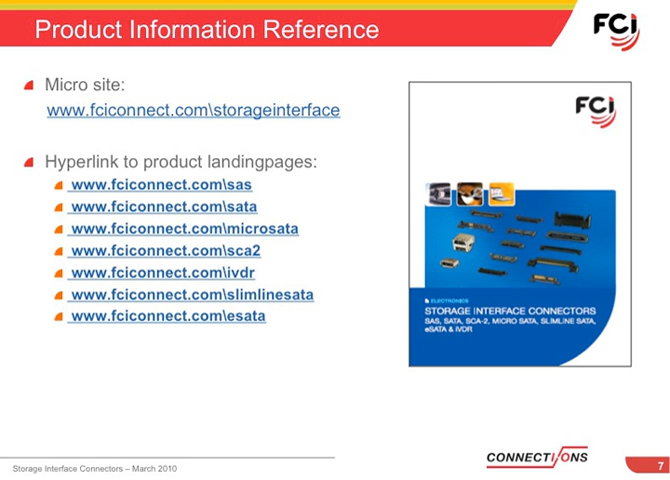 Product Information Reference
FCI
Micro site:
www.fciconnect.com\storageinterface
Hyperlink to product landingpages:
www.fciconnect.com\sas
www.fciconnect.com\sata
www.fciconnect.com\microsata
www.fciconnect.com\sca2
www.fciconnect.com\ivdr
www.fciconnect.com\slimlinesata
www.fciconnect.com\esata
FCI
ELECTRONICS
STORAGE INTERFACE CONNECTORS
SAS, SATA, SCA-2, MICRO SATA, SLIMLINE SATA,
eSATA & IVDR
Storage Interface Connectors – March 2010
CONNECTIONS
7